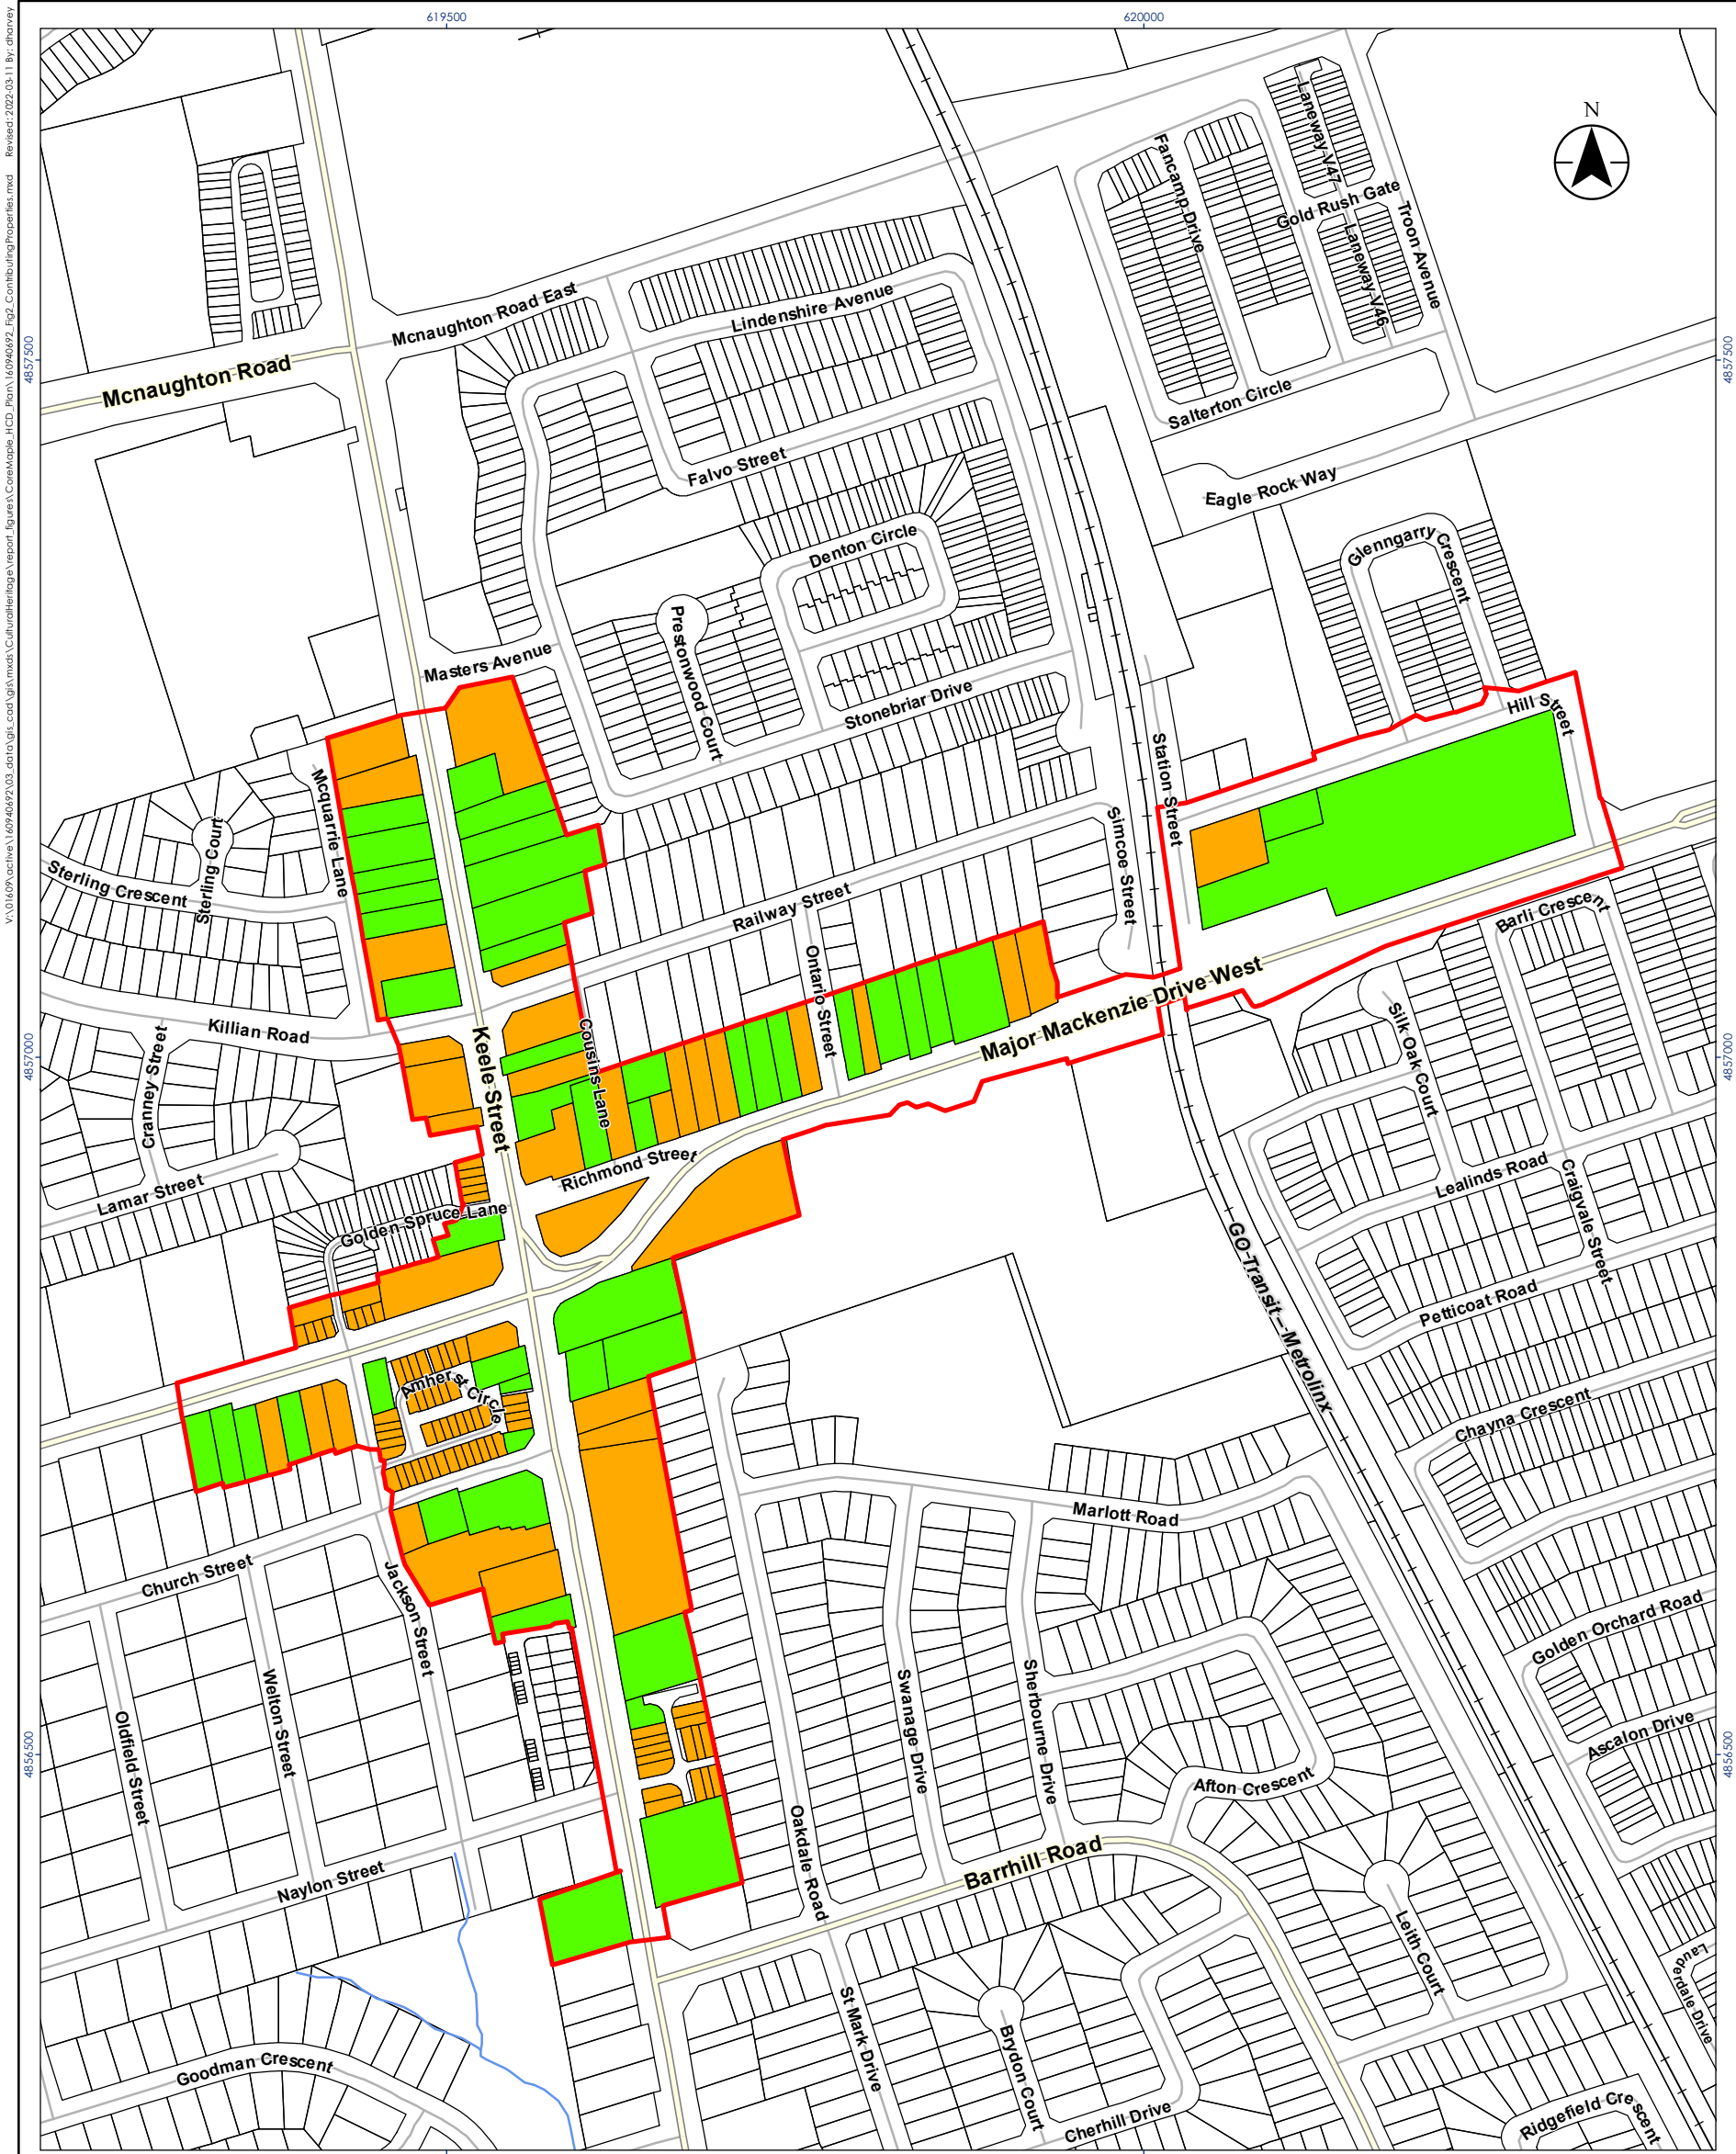 619500
620000
V:\01609\active\160940692\03_data\gis_cad\gis\mxds\CulturalHeritage\report_figures\CoreMaple_HCD_Plan\160940692_Fig2_ContributingProperties.mxd Revised: 2022-03-11 By: dharvey
N
Laneway-V47
Fancamp Drive
Gold Rush Gate
Troon Avenue
Laneway-V46
Mcnaughton Road East
Lindenshire Avenue
4857500
4857500
Mcnaughton Road
Salterton Circle
Falvo Street
Eagle Rock Way
Denton Circle
Glenngarry Crescent
Prestonwood Court
Masters Avenue
Stonebriar Drive
Hill Street
Station Street
Mcquarrie Lane
Sterling Court
Simcoe Street
Sterling Crescent
Railway Street
Barli Crescent
Ontario Street
Major Mackenzie Drive West
Killian Road
Cousins Lane
Keele Street
Silk Oak Court
4857000
4857000
Cranney Street
Richmond Street
Lamar Street
Lealinds Road
Craigvale Street
Golden Spruce Lane
GO Transit - Metrolinx
Petticoat Road
Amherst Circle
Chayna Crescent
Marlott Road
Church Street
Jackson Street
Golden Orchard Road
Welton Street
Swanage Drive
Sherbourne Drive
Oldfield Street
Ascalon Drive
4856500
4856500
Afton Crescent
Oakdale Road
Barrhill Road
Naylon Street
Leith Court
St Mark Drive
Brydon Court
Goodman Crescent
Cherhill Drive
Ridgefield Crescent